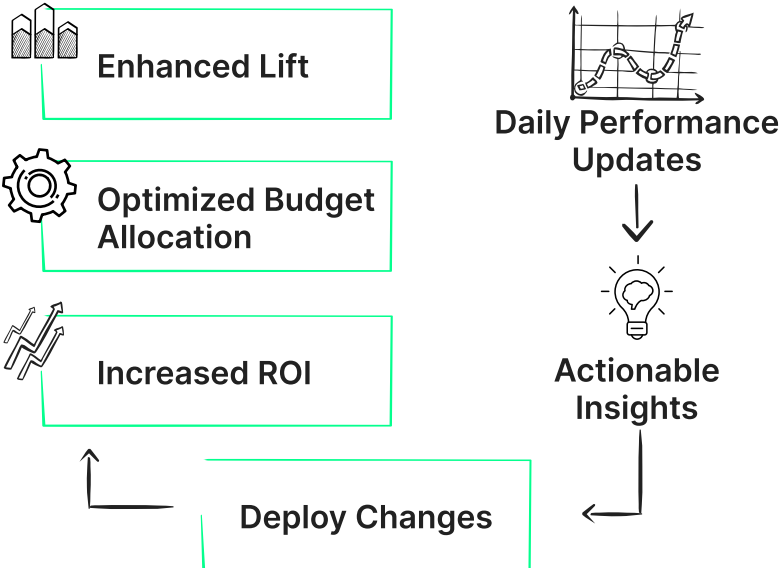 Enhanced Lift
Optimized Budget
Allocation
Increased ROI
Daily Performance
Updates
Actionable
Insights
Deploy Changes